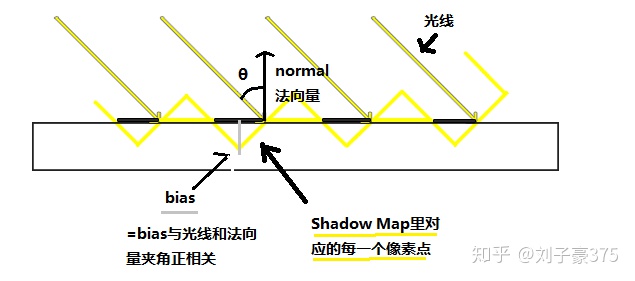 光线
θ
normal
法向量
bias
=bias与光线和法向
量夹角正相关
Shadow Map里对
应的每一个像素点
知乎 @刘子豪375